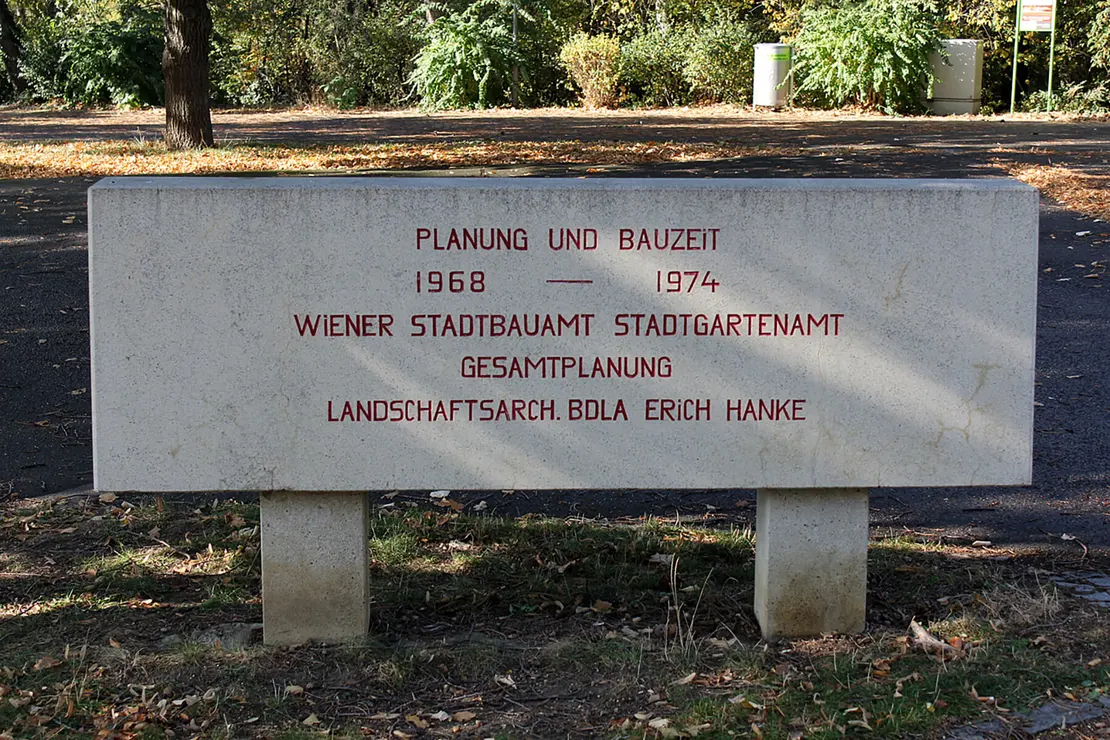 PLANUNG UND BAUZEiT
1968 — 1974
WiENER STADTBAUAMT STADTGARTENAMT
GESAMTPLANUNG
LANDSCHAFTSARCH. BDLA ERiCH HANKE